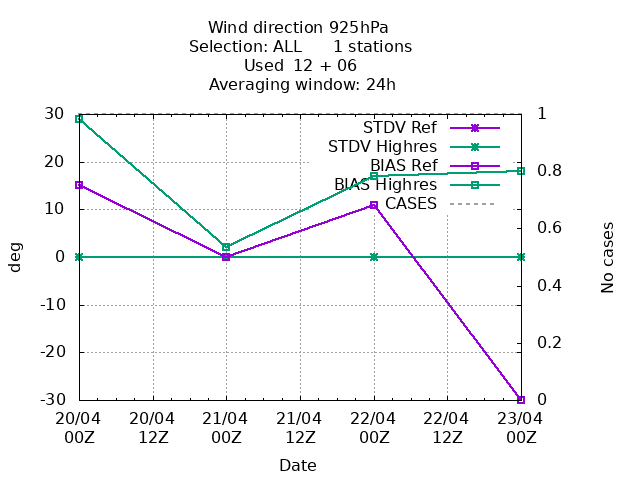 Wind direction 925hPa
Selection: ALL      1 stations
Used  12 + 06
Averaging window: 24h
30
20
10
0
-10
-20
-30
1
0.8
0.6
0.4
0.2
0
STDV Ref
STDV Highres
BIAS Ref
BIAS Highres
CASES
deg
No cases
20/04 20/04 21/04 21/04 22/04 22/04 23/04
00Z 12Z 00Z 12Z 00Z 12Z 00Z
Date